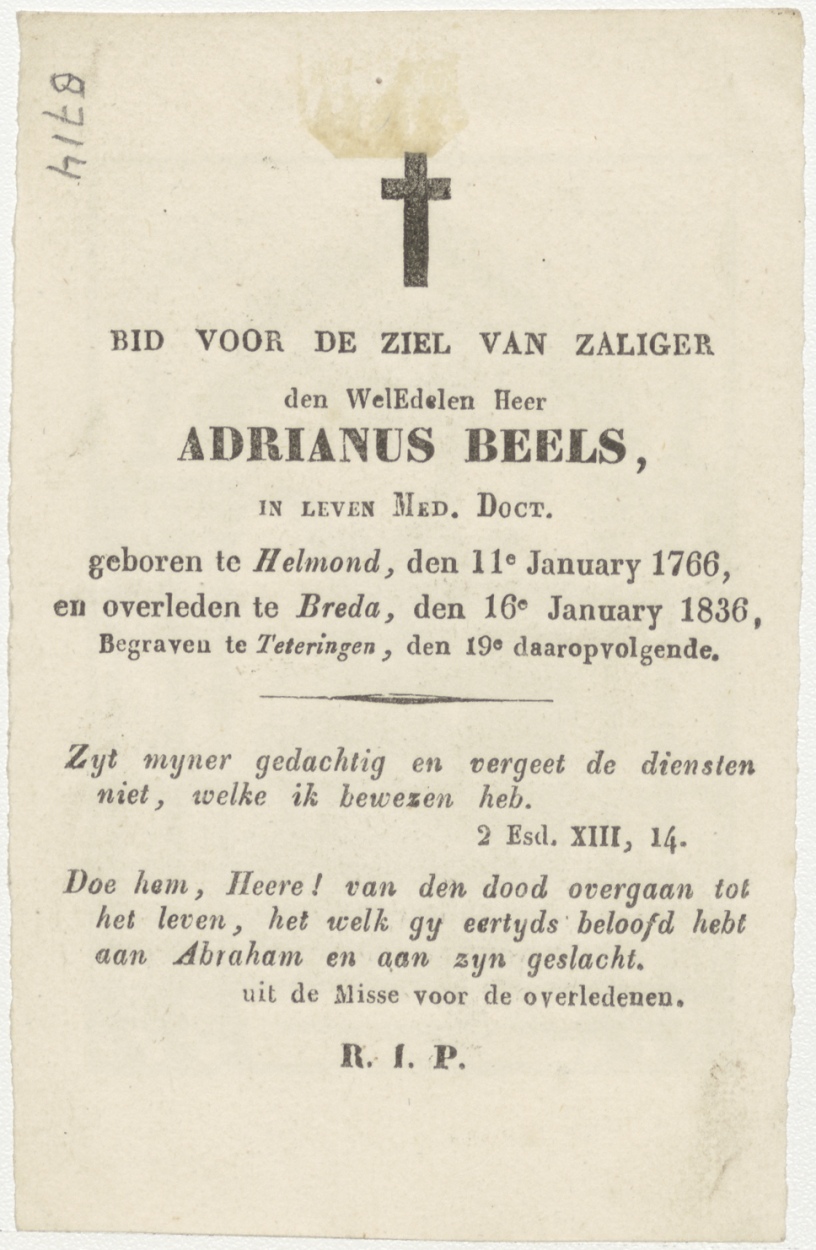 8714
BID VOOR DE ZIEL VAN ZALIGER
den WelEdelen Heer
ADRIANUS BEELS,
IN LEVEN MED. DOCT.
geboren te Helmond, den 11e January 1766,
en overleden te Breda, den 16e January 1836,
Begraven te Teteringen, den 19e daaropvolgende.
Zyt myner gedachtig en vergeet de diensten
niet, welke ik bewezen heb.
2 Esd. XIII, 14.
Doe hem, Heere! van den dood overgaan tot
het leven, het welk gy eertyds beloofd hebt
aan Abraham en aan zyn geslacht.
uit de Misse voor de overledenen.
R. I. P.